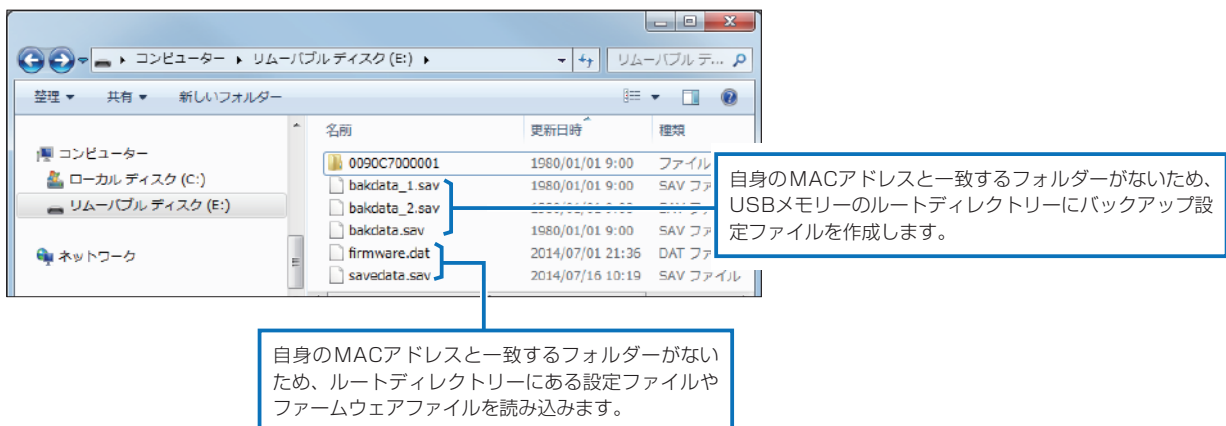 コンピューター ▸ リムーバブル ディスク (E:) ▸
リムーバブル デ...
整理 ▼ 共有 ▼ 新しいフォルダー
名前 更新日時 種類
コンピューター
ローカル ディスク (C:)
リムーバブル ディスク (E:)
ネットワーク
0090C7000001 1980/01/01 9:00 ファイル
bakdata_1.sav 1980/01/01 9:00 SAV ファ
bakdata_2.sav
bakdata.sav 1980/01/01 9:00 SAV ファ
firmware.dat 2014/07/01 21:36 DAT ファ
savedata.sav 2014/07/16 10:19 SAV ファイル
自身のMACアドレスと一致するフォルダーがないため、
USBメモリーのルートディレクトリーにバックアップ設
定ファイルを作成します。
自身のMACアドレスと一致するフォルダーがない
ため、ルートディレクトリーにある設定ファイルや
ファームウェアファイルを読み込みます。